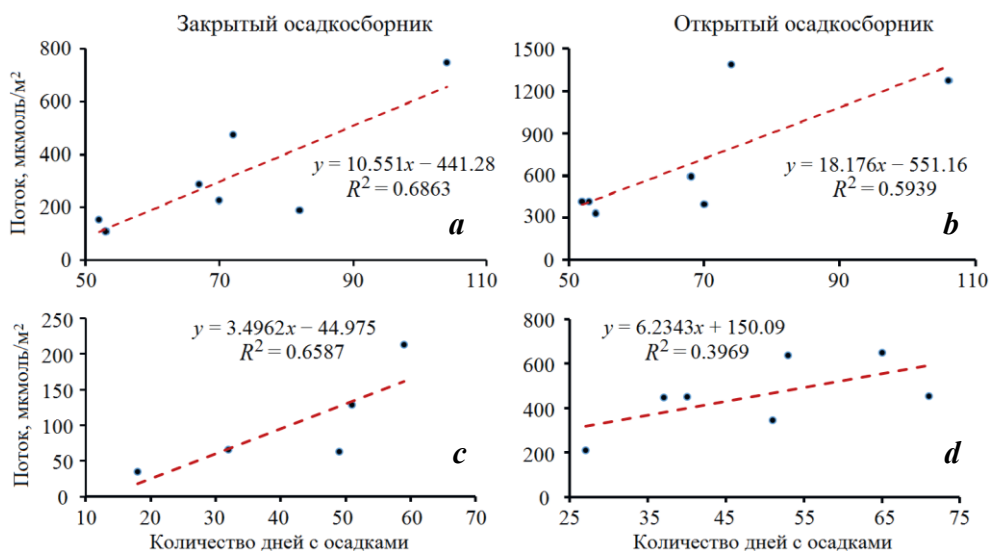 Закрытый осадкосборник
Открытый осадкосборник
Поток, мкмоль/м²
800
600
400
200
0
50
70
90
110
y = 10.551x − 441.28
R² = 0.6863
a
Поток, мкмоль/м²
1500
1200
900
600
300
0
50
70
90
110
y = 18.176x − 551.16
R² = 0.5939
b
Поток, мкмоль/м²
250
200
150
100
50
0
10
20
30
40
50
60
70
y = 3.4962x − 44.975
R² = 0.6587
c
Количество дней с осадками
800
600
400
200
0
25
35
45
55
65
75
y = 6.2343x + 150.09
R² = 0.3969
d
Количество дней с осадками